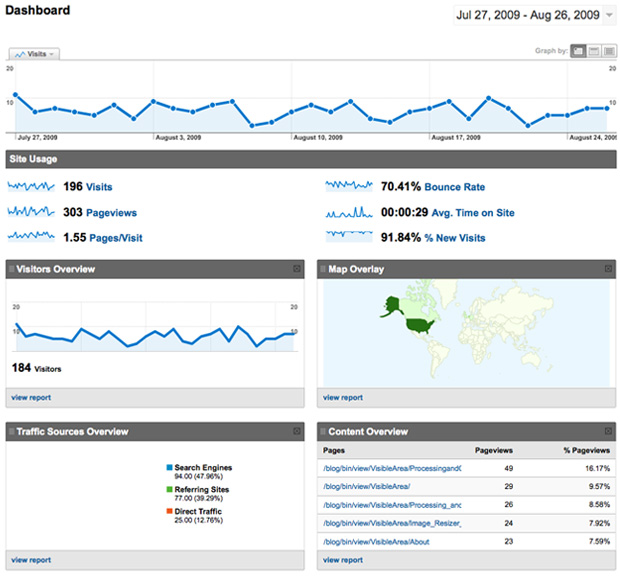 Dashboard
Jul 27, 2009 - Aug 26, 2009
Visits
Graph by:
20
20
10
10
July 27, 2009
August 3, 2009
August 10, 2009
August 17, 2009
August 24, 2009
Site Usage
196 Visits
70.41% Bounce Rate
303 Pageviews
00:00:29 Avg. Time on Site
1.55 Pages/Visit
91.84% % New Visits
Visitors Overview
Map Overlay
20
20
10
10
184 Visitors
view report
view report
Traffic Sources Overview
Content Overview
Pages Pageviews % Pageviews
Search Engines
94.00 (47.96%)
Referring Sites
77.00 (39.29%)
Direct Traffic
25.00 (12.76%)
/blog/bin/view/VisibleArea/Processingand 49 16.17%
/blog/bin/view/VisibleArea/ 29 9.57%
/blog/bin/view/VisibleArea/Processing_and 26 8.58%
/blog/bin/view/VisibleArea/Image_Resizer_ 24 7.92%
/blog/bin/view/VisibleArea/About 23 7.59%
view report
view report